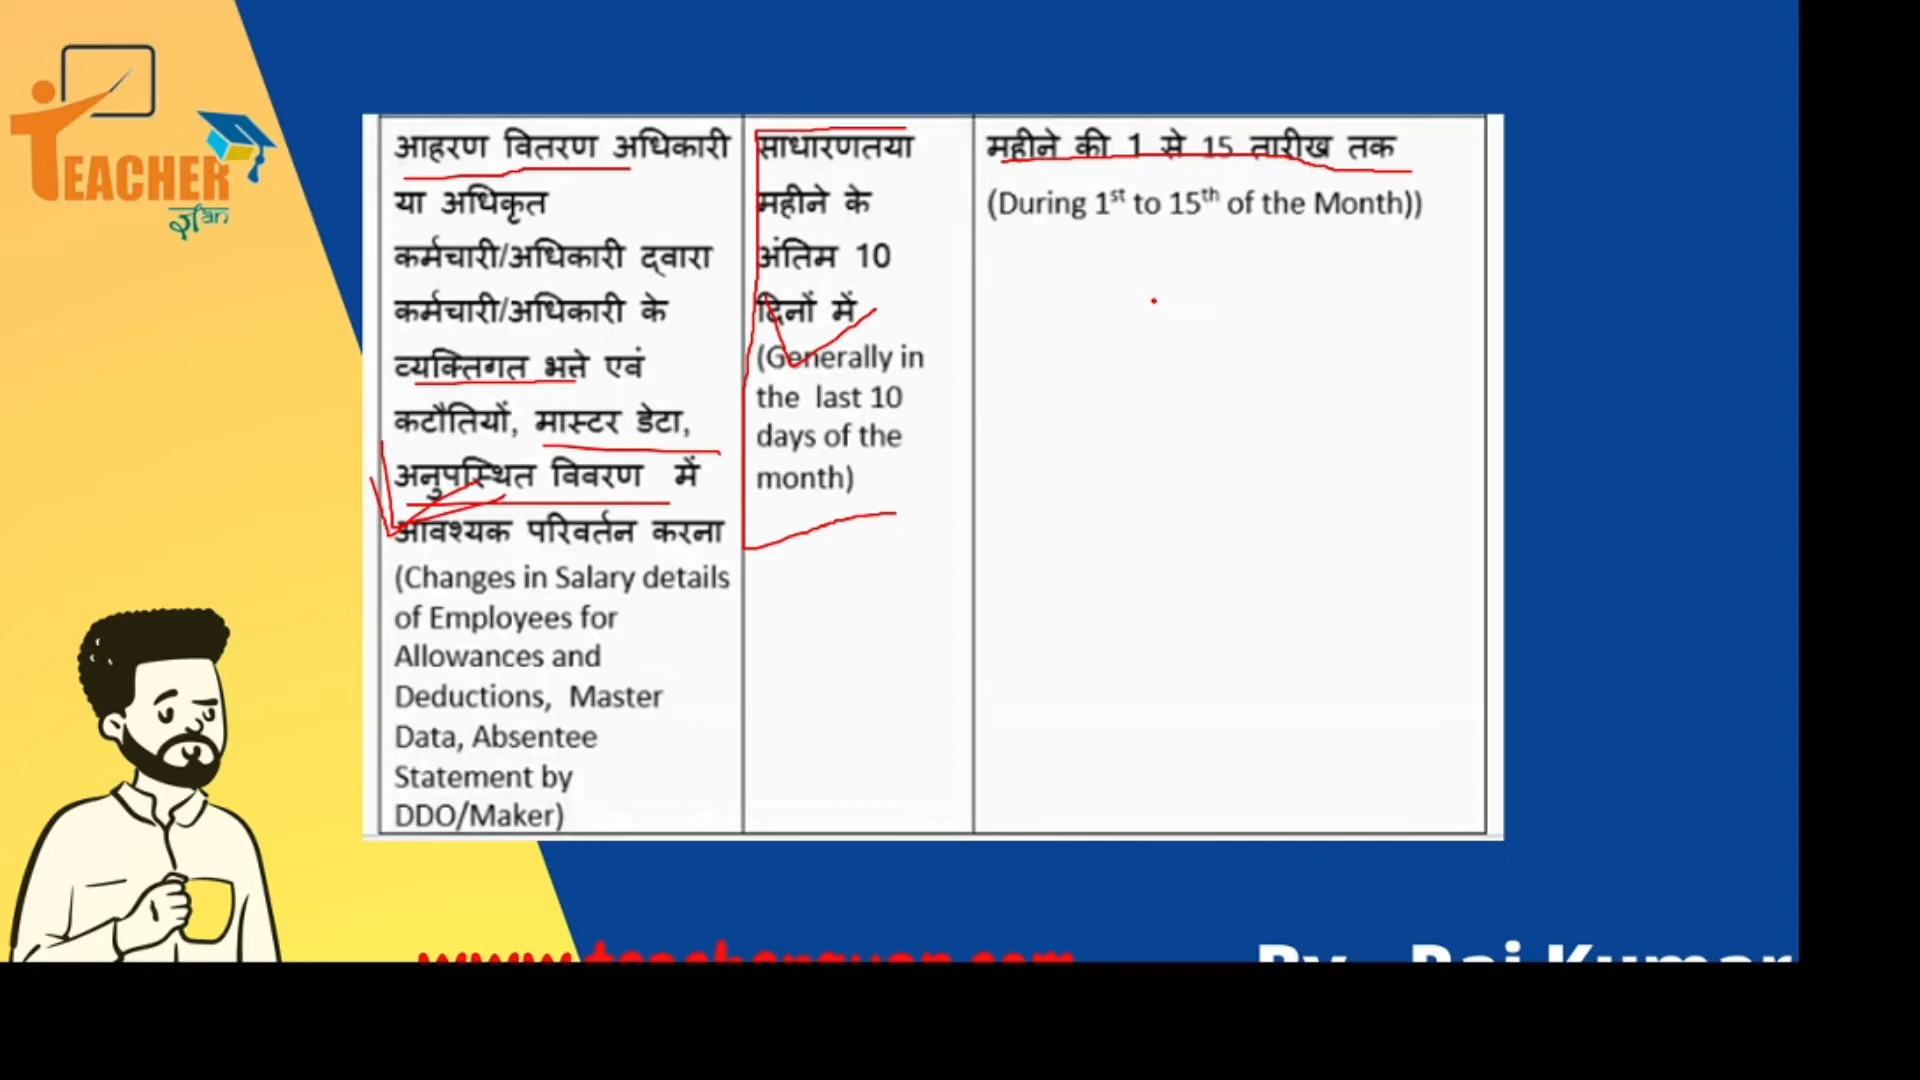 TEACHER
ज्ञान
आहरण वितरण अधिकारी
या अधिकृत
कर्मचारी/अधिकारी द्वारा
कर्मचारी/अधिकारी के
व्यक्तिगत भत्ते एवं
कटौतियों, मास्टर डेटा,
अनुपस्थित विवरण में
आवश्यक परिवर्तन करना
(Changes in Salary details
of Employees for
Allowances and
Deductions, Master
Data, Absentee
Statement by
DDO/Maker)
साधारणतया
महीने के
अंतिम 10
दिनों में
(Generally in
the last 10
days of the
month)
महीने की 1 से 15 तारीख तक
(During 1st to 15th of the Month))
By Raj Kumar